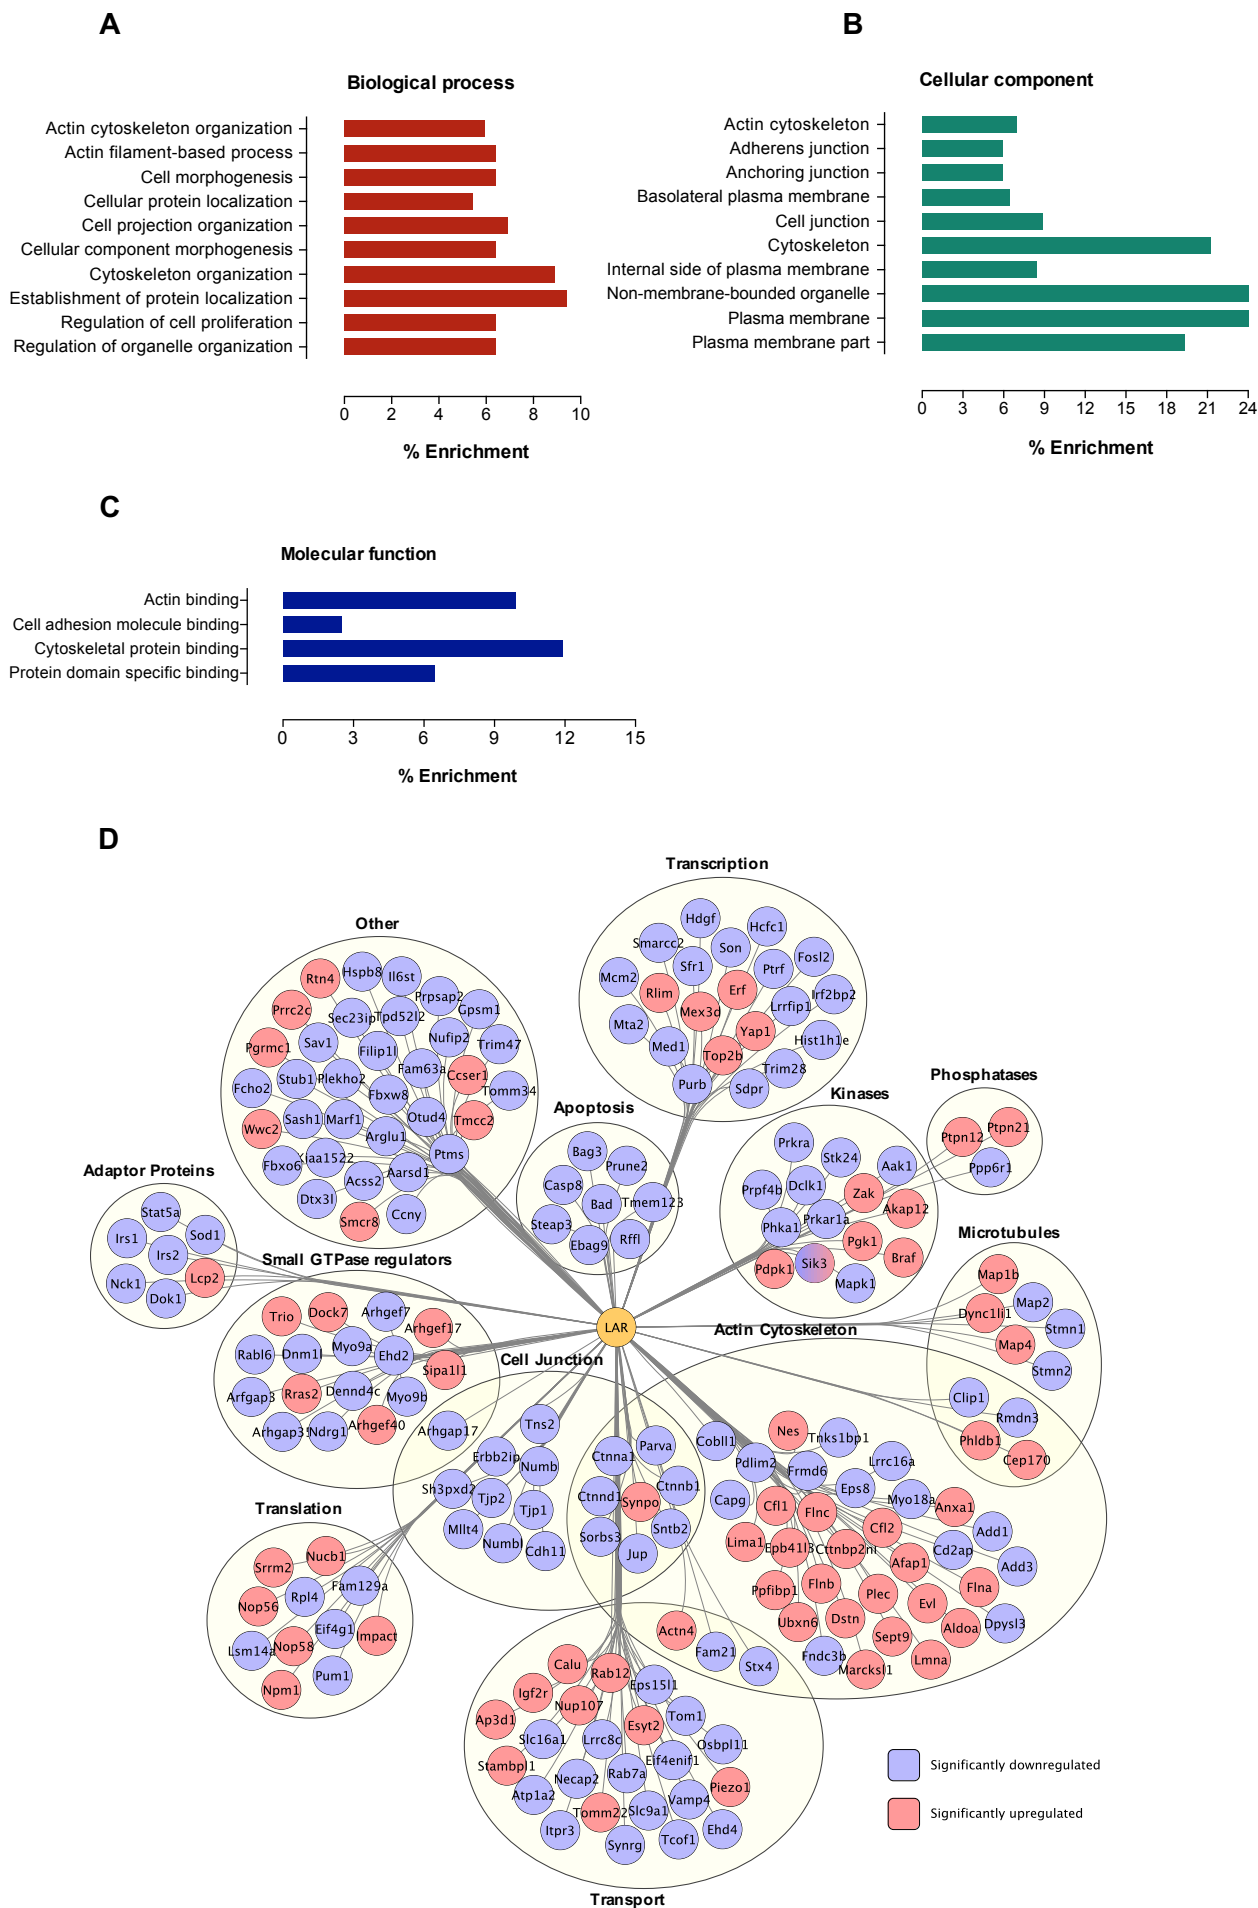 A
Biological process
Actin cytoskeleton organization
Actin filament-based process
Cell morphogenesis
Cellular protein localization
Cell projection organization
Cellular component morphogenesis
Cytoskeleton organization
Establishment of protein localization
Regulation of cell proliferation
Regulation of organelle organization
0 2 4 6 8 10
% Enrichment
B
Cellular component
Actin cytoskeleton
Adherens junction
Anchoring junction
Basolateral plasma membrane
Cell junction
Cytoskeleton
Internal side of plasma membrane
Non-membrane-bounded organelle
Plasma membrane
Plasma membrane part
0 3 6 9 12 15 18 21 24
% Enrichment
C
Molecular function
Actin binding
Cell adhesion molecule binding
Cytoskeletal protein binding
Protein domain specific binding
0 3 6 9 12 15
% Enrichment
D
Transcription
Hdgf
Hcfc1
Smarcc2
Son
Fosl2
Sfr1
Ptrf
Mcm2
Rlim
Erf
Irf2bp2
Lrrfip1
Mex3d
Mta2
Yap1
Hist1h1e
Med1
Top2b
Trim28
Purb
Sdpr
Other
Rtn4
Hspb8
Il6st
Prpsap2
Gpsm1
Prrc2c
Sec23ip
Tpd52l2
Nufip2
Trim47
Pgrmc1
Sav1
Filip1l
Fam63a
Ccser1
Fcho2
Stub1
Plekho2
Fbxw8
Tomm34
Wwc2
Sash1
Marf1
Arglu1
Otud4
Tmcc2
Fbxo6
Kiaa1522
Acss2
Aarsd1
Ptms
Dtx3l
Smcr8
Ccny
Apoptosis
Bag3
Prune2
Casp8
Bad
Tmem123
Steap3
Ebag9
Rffl
Kinases
Prkra
Stk24
Aak1
Prpf4b
Dclk1
Zak
Akap12
Phka1
Prkar1a
Pgk1
Braf
Pdpk1
Sik3
Mapk1
Phosphatases
Ptpn12
Ptpn21
Ppp6r1
Adaptor Proteins
Stat5a
Irs1
Sod1
Irs2
Nck1
Lcp2
Dok1
Small GTPase regulators
Trio
Dock7
Arhgef7
Arhgef17
Rabl6
Dnm1l
Myo9a
Ehd2
Sipa1l1
Arfgap3
Rras2
Dennd4c
Myo9b
Ndrg1
Arhgef40
Arhgap17
LAR
Microtubules
Map1b
Map2
Dync1li1
Stmn1
Map4
Stmn2
Clip1
Rmdn3
Phldb1
Cep170
Cell Junction
Tns2
Erbb2ip
Numb
Sh3pxd2
Tjp2
Tjp1
Mllt4
Numbl
Cdh11
Ctnna1
Parva
Ctnnd1
Synpo
Ctnnb1
Sorbs3
Sntb2
Jup
Actin Cytoskeleton
Cobll1
Nes
Tnks1bp1
Pdlim2
Frmd6
Lrrc16a
Capg
Cfl1
Flnc
Eps8
Myo18a
Anxa1
Lima1
Epb41l3
Cttnbp2nl
Cfl2
Cd2ap
Add1
Afap1
Add3
Ppfibp1
Flnb
Plec
Evl
Flna
Ubxn6
Dstn
Sept9
Aldoa
Dpysl3
Fndc3b
Marcksl1
Lmna
Translation
Srrm2
Nucb1
Rpl4
Fam129a
Nop56
Eif4g1
Lsm14a
Nop58
Impact
Npm1
Pum1
Actn4
Fam21
Stx4
Calu
Rab12
Eps15l1
Igf2r
Nup107
Tom1
Ap3d1
Esyt2
Slc16a1
Lrrc8c
Osbpl11
Stambpl1
Necap2
Rab7a
Eif4enif1
Piezo1
Atp1a2
Tomm22
Slc9a1
Vamp4
Itpr3
Synrg
Tcof1
Ehd4
Transport
Significantly downregulated
Significantly upregulated